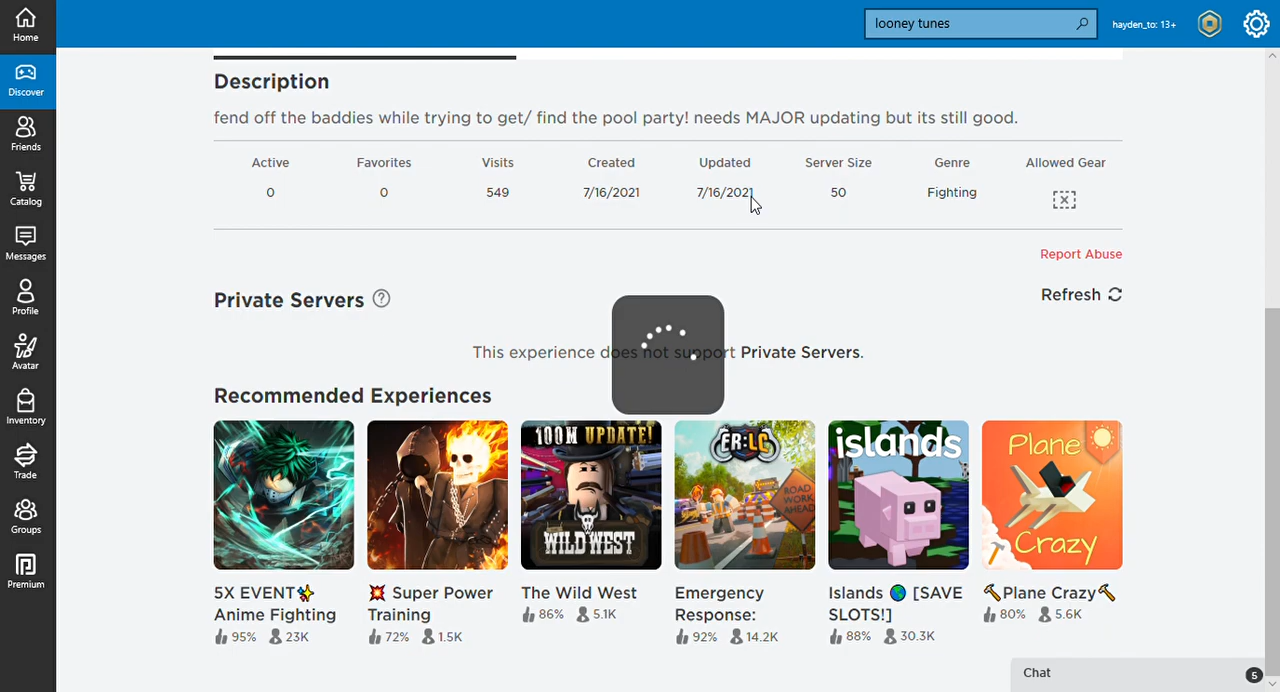 looney tunes
hayden_to: 13+
Home
Discover
Friends
Catalog
Messages
Profile
Avatar
Inventory
Trade
Groups
Premium
Description
fend off the baddies while trying to get/ find the pool party! needs MAJOR updating but its still good.
Active Favorites Visits Created Updated Server Size Genre Allowed Gear
0 0 549 7/16/2021 7/16/2021 50 Fighting
Report Abuse
Private Servers ?
Refresh
This experience does not support Private Servers.
Recommended Experiences
100M UPDATE!
WILD WEST
ER:LC
ROAD WORK AHEAD
islands
Plane
Crazy
5X EVENT✨ Super Power The Wild West Emergency Islands 🌎 [SAVE 🔨Plane Crazy🔨
Anime Fighting Training Response: SLOTS!]
95% 23K 72% 1.5K 86% 5.1K 92% 14.2K 88% 30.3K 80% 5.6K
Chat 5